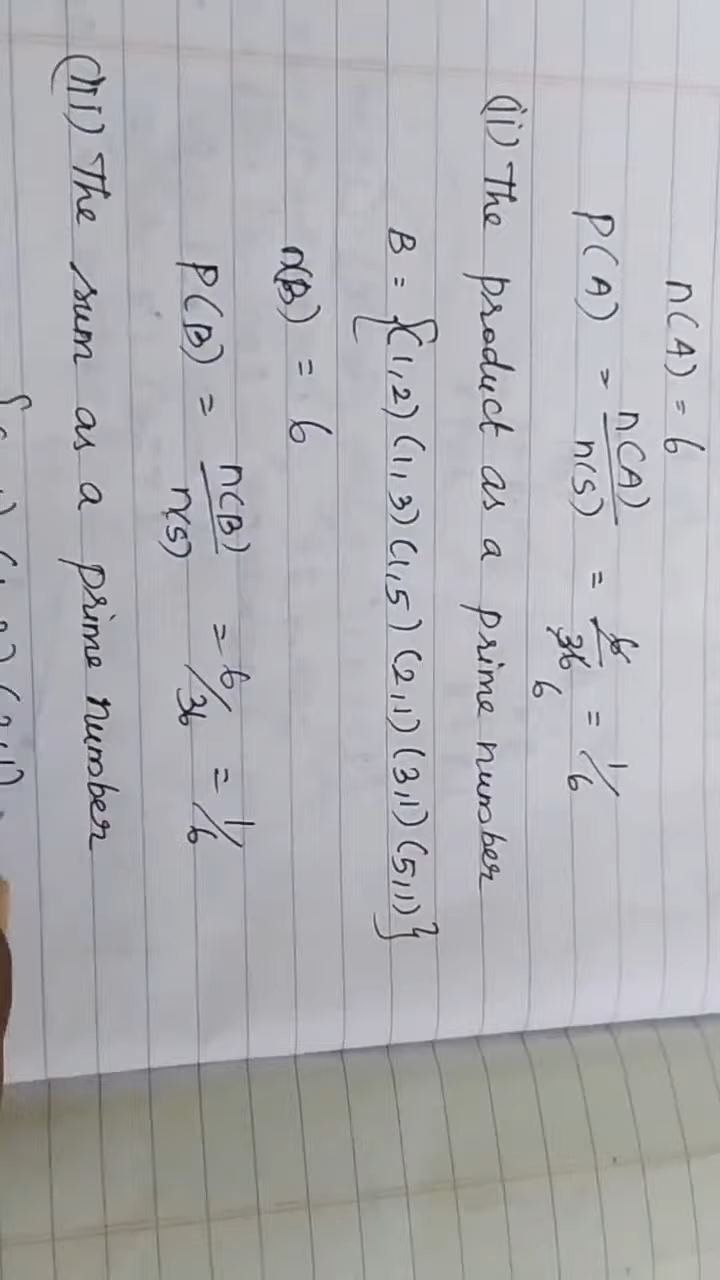 n(A) = 6
P(A) = n(A)/n(S) = 6/36 6 = 1/6
(ii) The product as a prime number
B = {(1,2) (1,3) (1,5) (2,1) (3,1) (5,1)}
n(B) = 6
P(B) = n(B)/n(S) = 6/36 = 1/6
(iii) The sum as a prime number